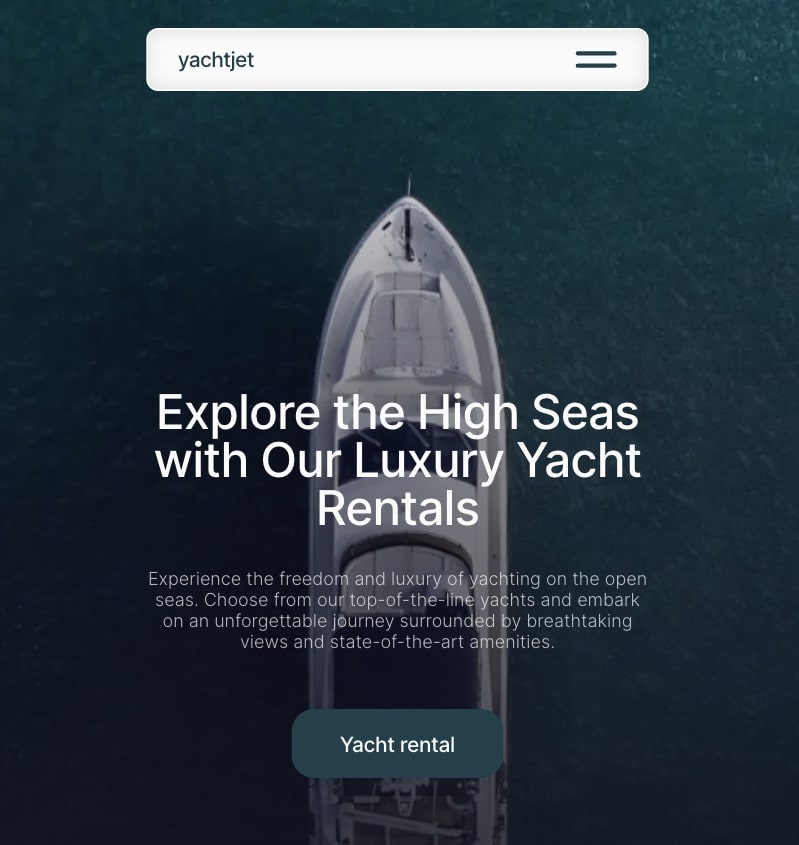 yachtjet
Explore the High Seas
with Our Luxury Yacht
Rentals
Experience the freedom and luxury of yachting on the open
seas. Choose from our top-of-the-line yachts and embark
on an unforgettable journey surrounded by breathtaking
views and state-of-the-art amenities.
Yacht rental